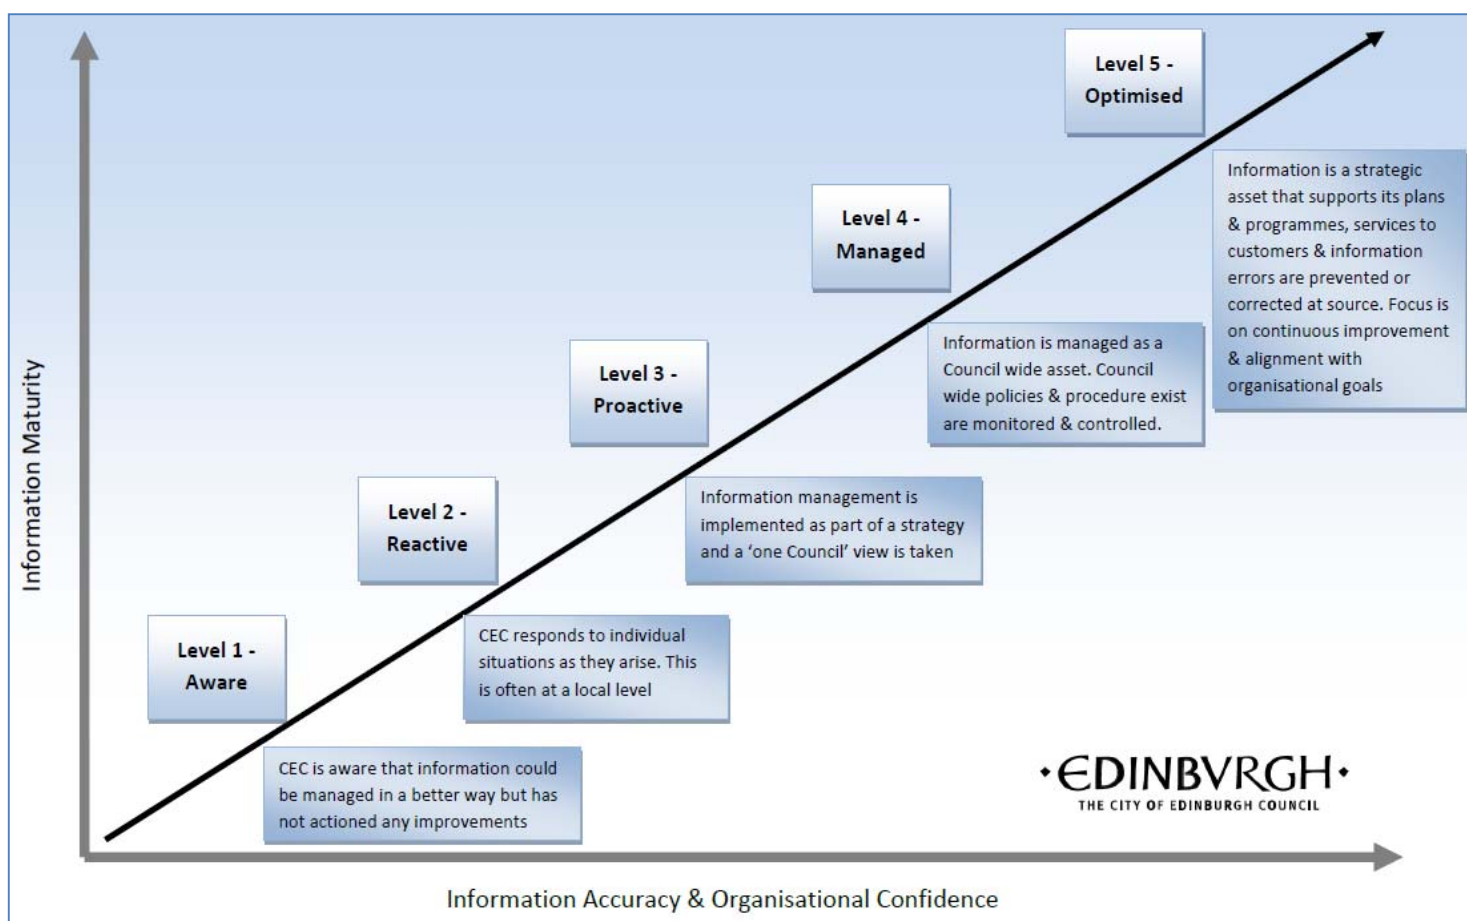 Level 5 -
Optimised
Information is a strategic
asset that supports its plans
& programmes, services to
customers & information
errors are prevented or
corrected at source. Focus is
on continuous improvement
& alignment with
organisational goals
Level 4 -
Managed
Information is managed as a
Council wide asset. Council
wide policies & procedure exist
are monitored & controlled.
Level 3 -
Proactive
Information management is
implemented as part of a strategy
and a ‘one Council’ view is taken
Level 2 -
Reactive
CEC responds to individual
situations as they arise. This
is often at a local level
Level 1 -
Aware
CEC is aware that information could
be managed in a better way but has
not actioned any improvements
Information Maturity
·EDINBVRGH·
THE CITY OF EDINBURGH COUNCIL
Information Accuracy & Organisational Confidence